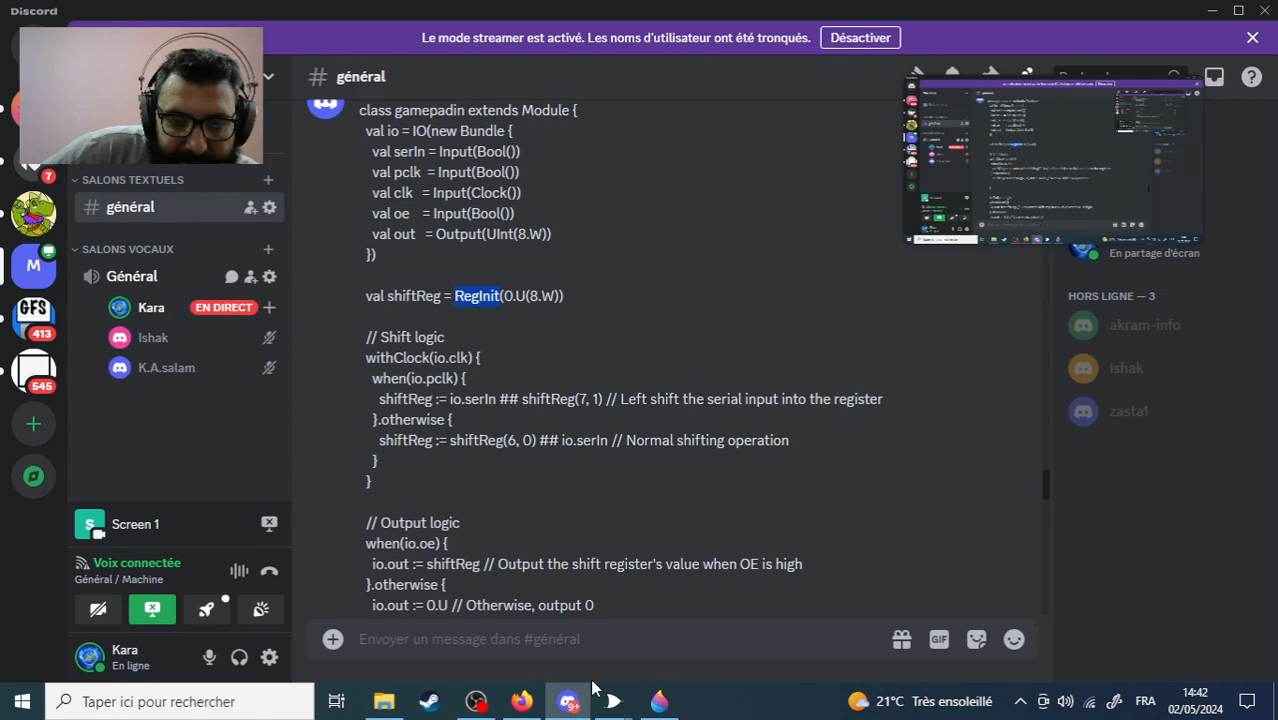 Discord
Le mode streamer est activé. Les noms d'utilisateur ont été tronqués.
Désactiver
# général
SALONS TEXTUELS
# général
SALONS VOCAUX
Général
Kara
EN DIRECT
Ishak
K.A.salam
7
M
GFS
413
545
S
Screen 1
Voix connectée
Général / Machine
Kara
En ligne
class gamepadin extends Module {
val io = IO(new Bundle {
val serIn = Input(Bool())
val pclk = Input(Bool())
val clk = Input(Clock())
val oe = Input(Bool())
val out = Output(UInt(8.W))
})
val shiftReg = RegInit(0.U(8.W))
// Shift logic
withClock(io.clk) {
when(io.pclk) {
shiftReg := io.serIn ## shiftReg(7, 1) // Left shift the serial input into the register
}.otherwise {
shiftReg := shiftReg(6, 0) ## io.serIn // Normal shifting operation
}
}
// Output logic
when(io.oe) {
io.out := shiftReg // Output the shift register's value when OE is high
}.otherwise {
io.out := 0.U // Otherwise, output 0
Envoyer un message dans #général
GIF
En partage d'écran
HORS LIGNE — 3
akram-info
Ishak
zasta1
Taper ici pour rechercher
9+
21°C Très ensoleillé
FRA
14:42
02/05/2024